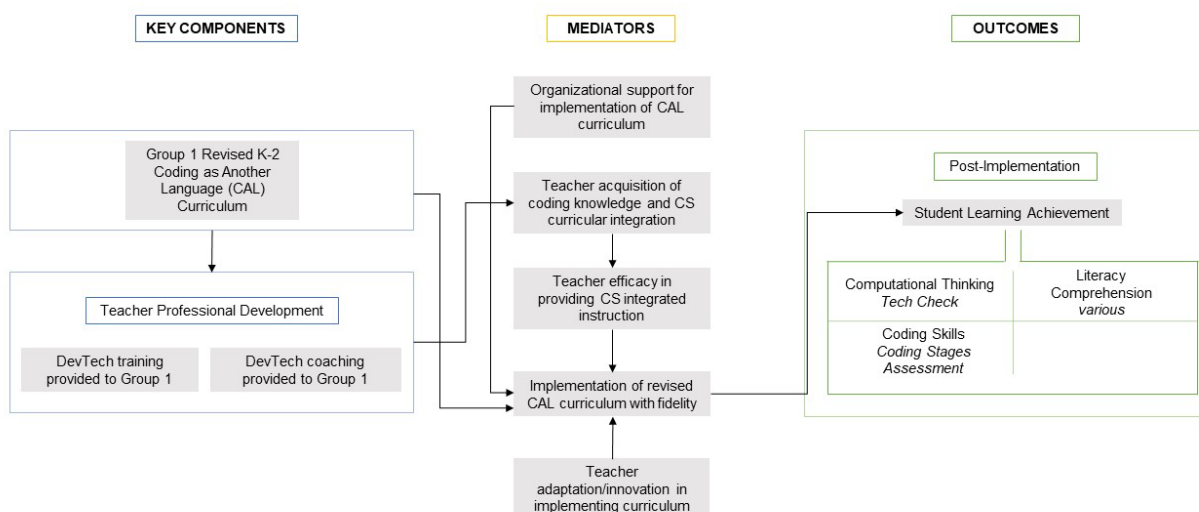 KEY COMPONENTS
MEDIATORS
OUTCOMES
Group 1 Revised K-2
Coding as Another
Language (CAL)
Curriculum
Teacher Professional Development
DevTech training
provided to Group 1
DevTech coaching
provided to Group 1
Organizational support for
implementation of CAL
curriculum
Teacher acquisition of
coding knowledge and CS
curricular integration
Teacher efficacy in
providing CS integrated
instruction
Implementation of revised
CAL curriculum with fidelity
Teacher
adaptation/innovation in
implementing curriculum
Post-Implementation
Student Learning Achievement
Computational Thinking
Tech Check
Literacy
Comprehension
various
Coding Skills
Coding Stages
Assessment